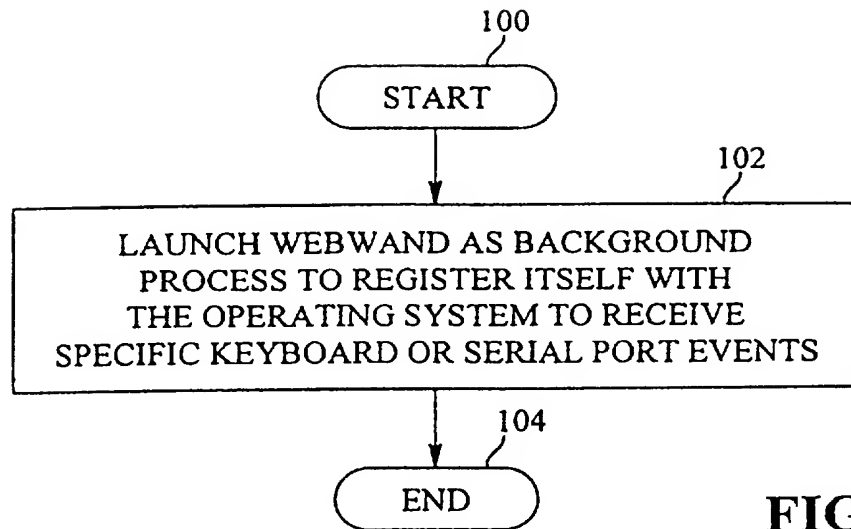 100
START
102
LAUNCH WEBWAND AS BACKGROUND
PROCESS TO REGISTER ITSELF WITH
THE OPERATING SYSTEM TO RECEIVE
SPECIFIC KEYBOARD OR SERIAL PORT EVENTS
104
END
FIG